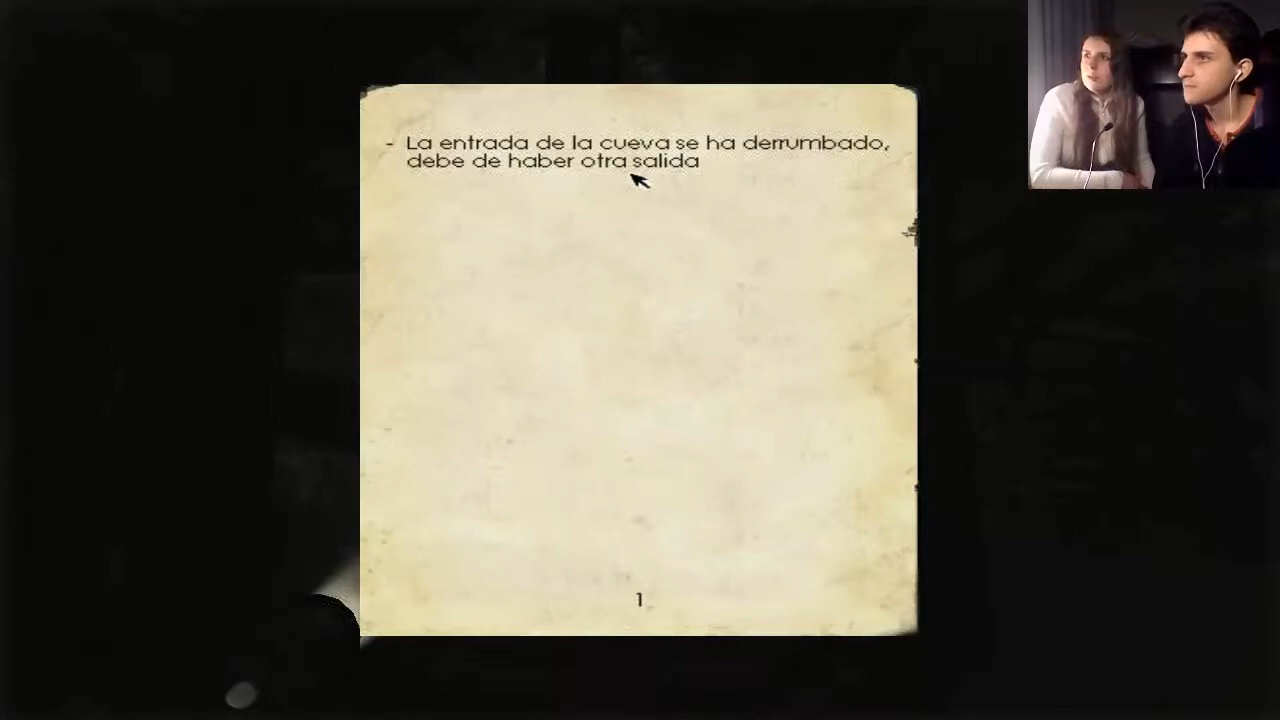 - La entrada de la cueva se ha derrumbado,
debe de haber otra salida
1